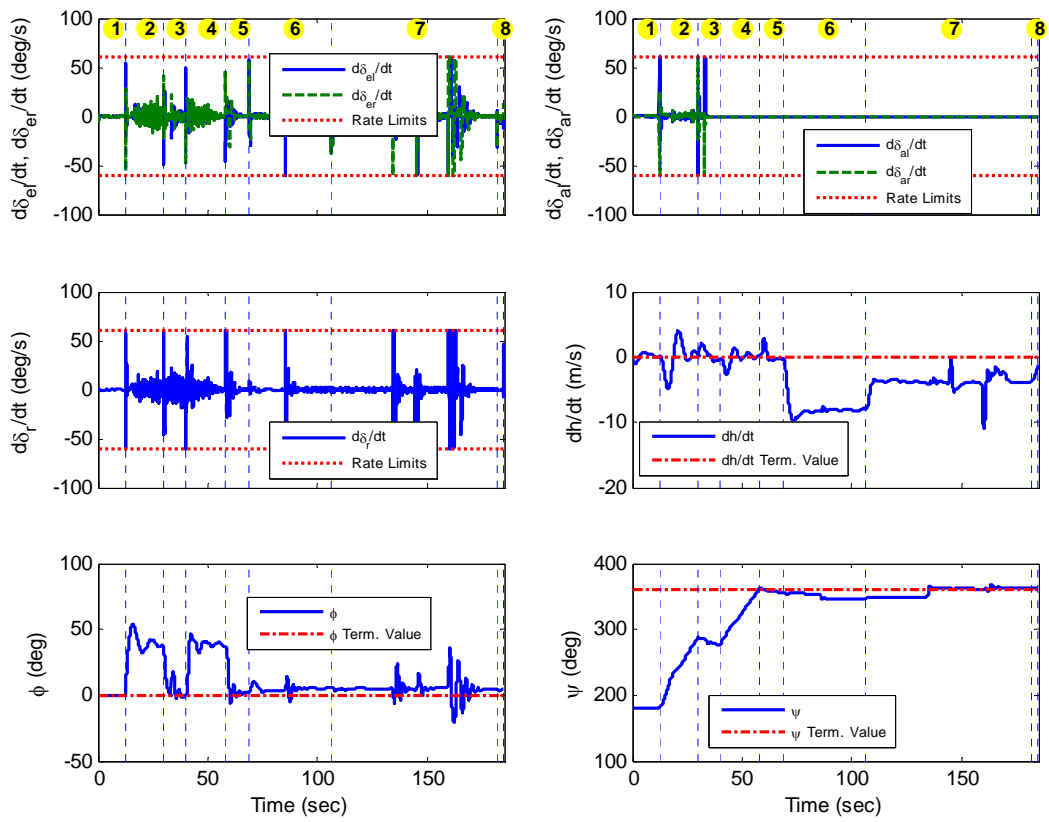 1 2 3 4 5 6 7 8
1 2 3 4 5 6 7 8
dδel/dt, dδer/dt (deg/s)
100
50
0
-50
-100
dδel/dt
dδer/dt
Rate Limits
dδal/dt, dδar/dt (deg/s)
100
50
0
-50
-100
dδal/dt
dδar/dt
Rate Limits
dδr/dt (deg/s)
100
50
0
-50
-100
dδr/dt
Rate Limits
dh/dt (m/s)
10
0
-10
-20
dh/dt
dh/dt Term. Value
ϕ (deg)
100
50
0
-50
ϕ
ϕ Term. Value
0 50 100 150
Time (sec)
ψ (deg)
400
300
200
100
ψ
ψ Term. Value
0 50 100 150
Time (sec)